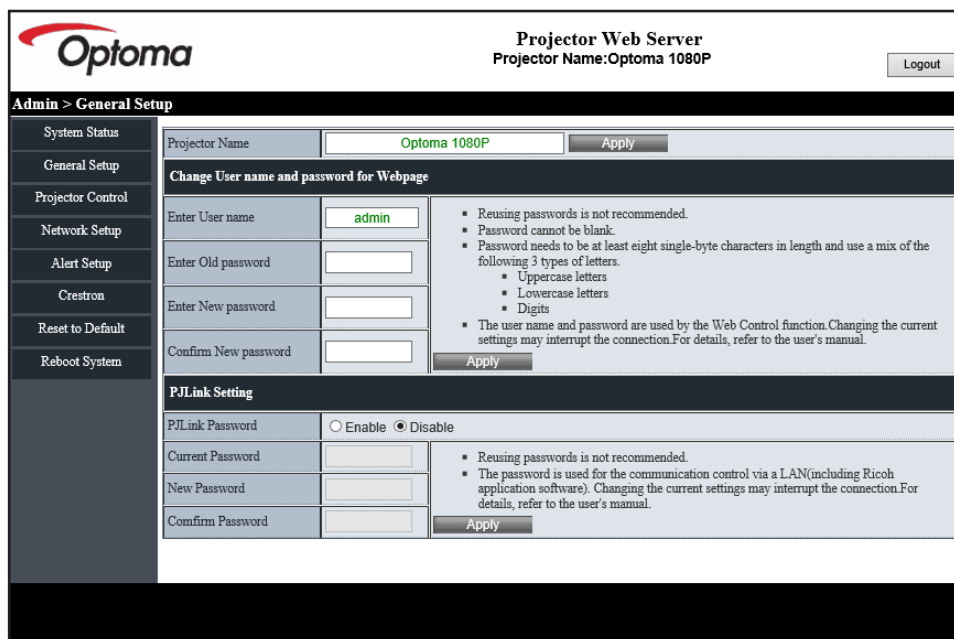 Optoma
Projector Web Server
Projector Name:Optoma 1080P
Logout
Admin > General Setup
System Status
General Setup
Projector Control
Network Setup
Alert Setup
Crestron
Reset to Default
Reboot System
Projector Name
Optoma 1080P
Apply
Change User name and password for Webpage
Enter User name
admin
Enter Old password
Enter New password
Confirm New password
▪ Reusing passwords is not recommended.
▪ Password cannot be blank.
▪ Password needs to be at least eight single-byte characters in length and use a mix of the
following 3 types of letters.
▪ Uppercase letters
▪ Lowercase letters
▪ Digits
▪ The user name and password are used by the Web Control function.Changing the current
settings may interrupt the connection.For details, refer to the user's manual.
Apply
PJLink Setting
PJLink Password
Enable Disable
Current Password
New Password
Comfirm Password
▪ Reusing passwords is not recommended.
▪ The password is used for the communication control via a LAN(including Ricoh
application software). Changing the current settings may interrupt the connection.For
details, refer to the user's manual.
Apply